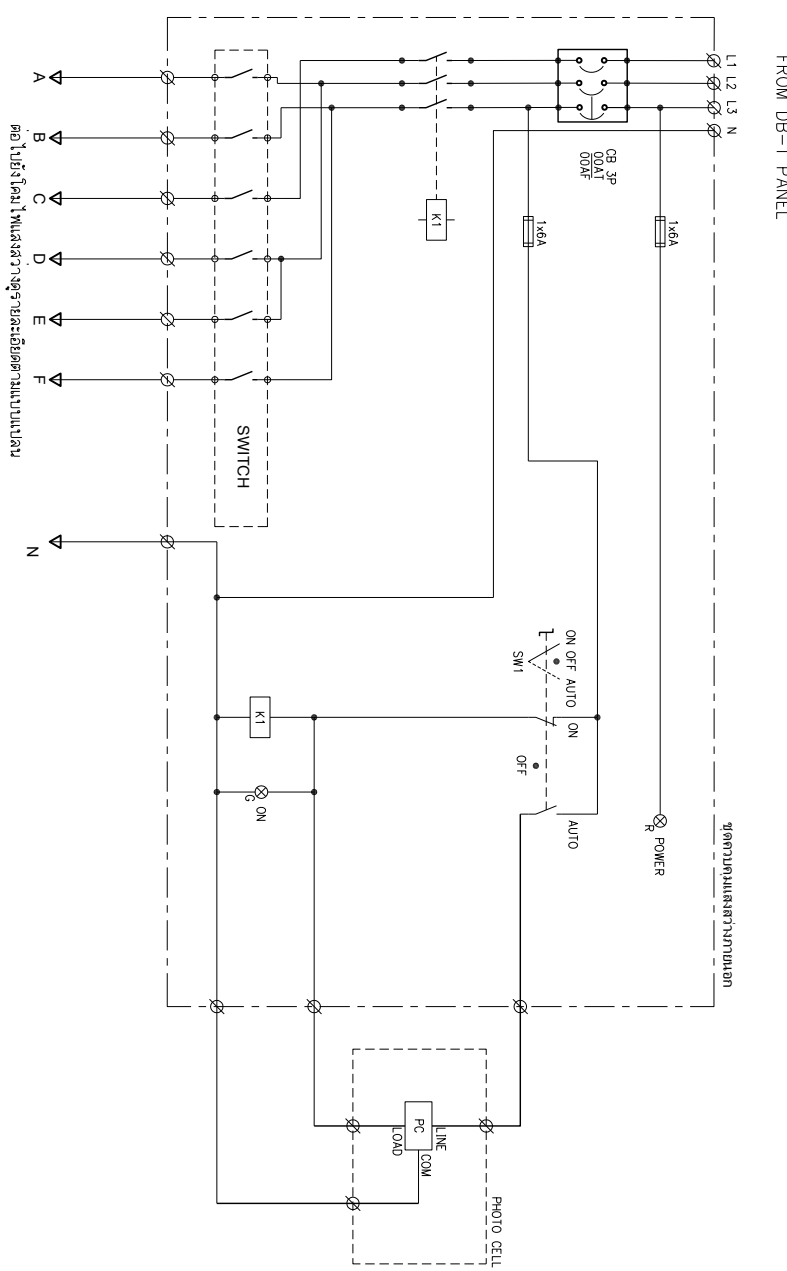 FROM DB-1 PANEL
ชุดควบคุมแสงสว่างภายนอก
L1
L2
L3
N
1x6A
POWER
R
CB 3P
00AT
00AF
1x6A
ON OFF AUTO
SW1
ON
OFF
AUTO
PHOTO CELL
LINE
PC
COM
LOAD
K1
K1
ON
G
SWITCH
A
B
C
D
E
F
N
ต่อไปยังโคมไฟแสงสว่างดูรายละเอียดตามแบบแปลน